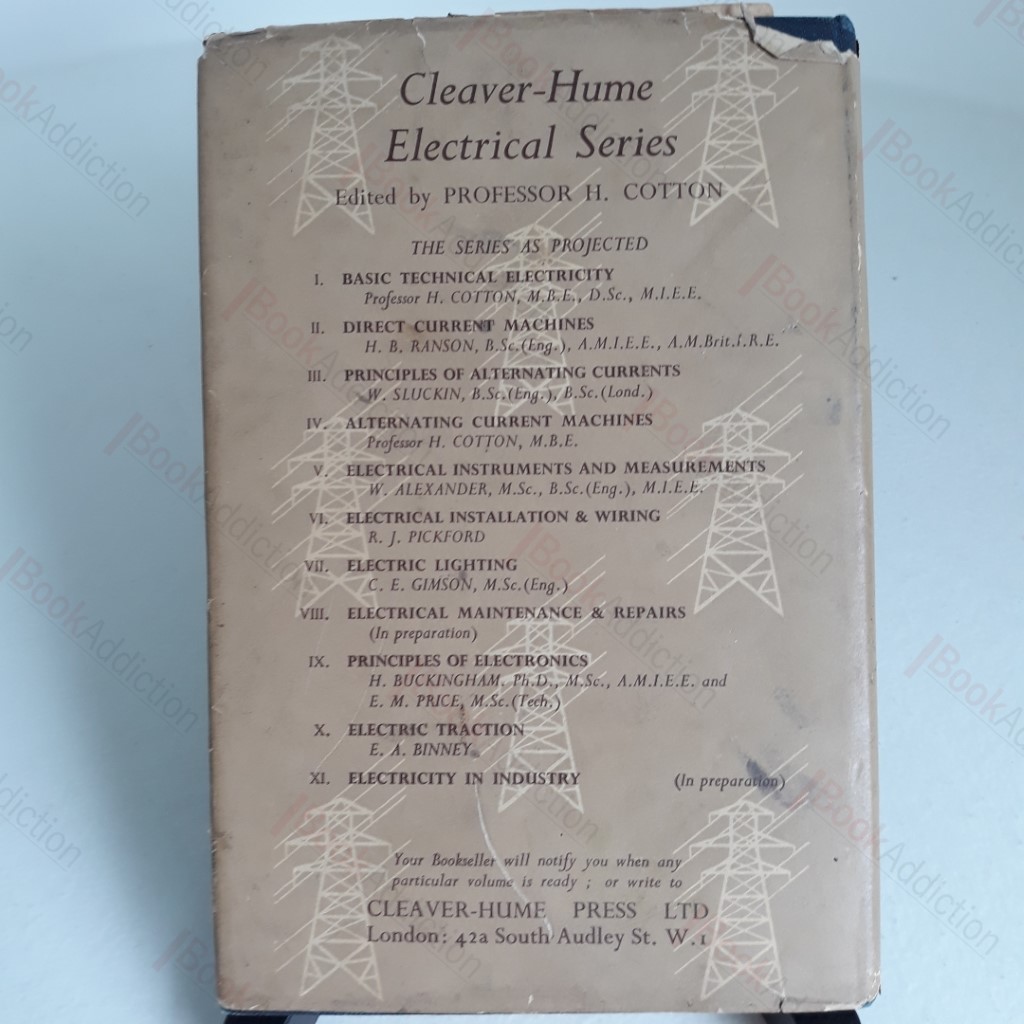 Cleaver-Hume
Electrical Series
Edited by PROFESSOR H. COTTON
THE SERIES AS PROJECTED
I. BASIC TECHNICAL ELECTRICITY
Professor H. COTTON, M.B.E., D.Sc., M.I.E.E.
II. DIRECT CURRENT MACHINES
H. B. RANSON, B.Sc.(Eng.), A.M.I.E.E., A.M.Brit.I.R.E.
III. PRINCIPLES OF ALTERNATING CURRENTS
W. SLUCKIN, B.Sc.(Eng.), B.Sc.(Lond.)
IV. ALTERNATING CURRENT MACHINES
Professor H. COTTON, M.B.E.
V. ELECTRICAL INSTRUMENTS AND MEASUREMENTS
W. ALEXANDER, M.Sc., B.Sc.(Eng.), M.I.E.E.
VI. ELECTRICAL INSTALLATION & WIRING
R. J. PICKFORD
VII. ELECTRIC LIGHTING
C. E. GIMSON, M.Sc.(Eng.)
VIII. ELECTRICAL MAINTENANCE & REPAIRS
(In preparation)
IX. PRINCIPLES OF ELECTRONICS
H. BUCKINGHAM, Ph.D., M.Sc., A.M.I.E.E. and
E. M. PRICE, M.Sc.(Tech.)
X. ELECTRIC TRACTION
E. A. BINNEY
XI. ELECTRICITY IN INDUSTRY (In preparation)
Your Bookseller will notify you when any
particular volume is ready ; or write to
CLEAVER-HUME PRESS LTD
London: 42a South Audley St. W.1